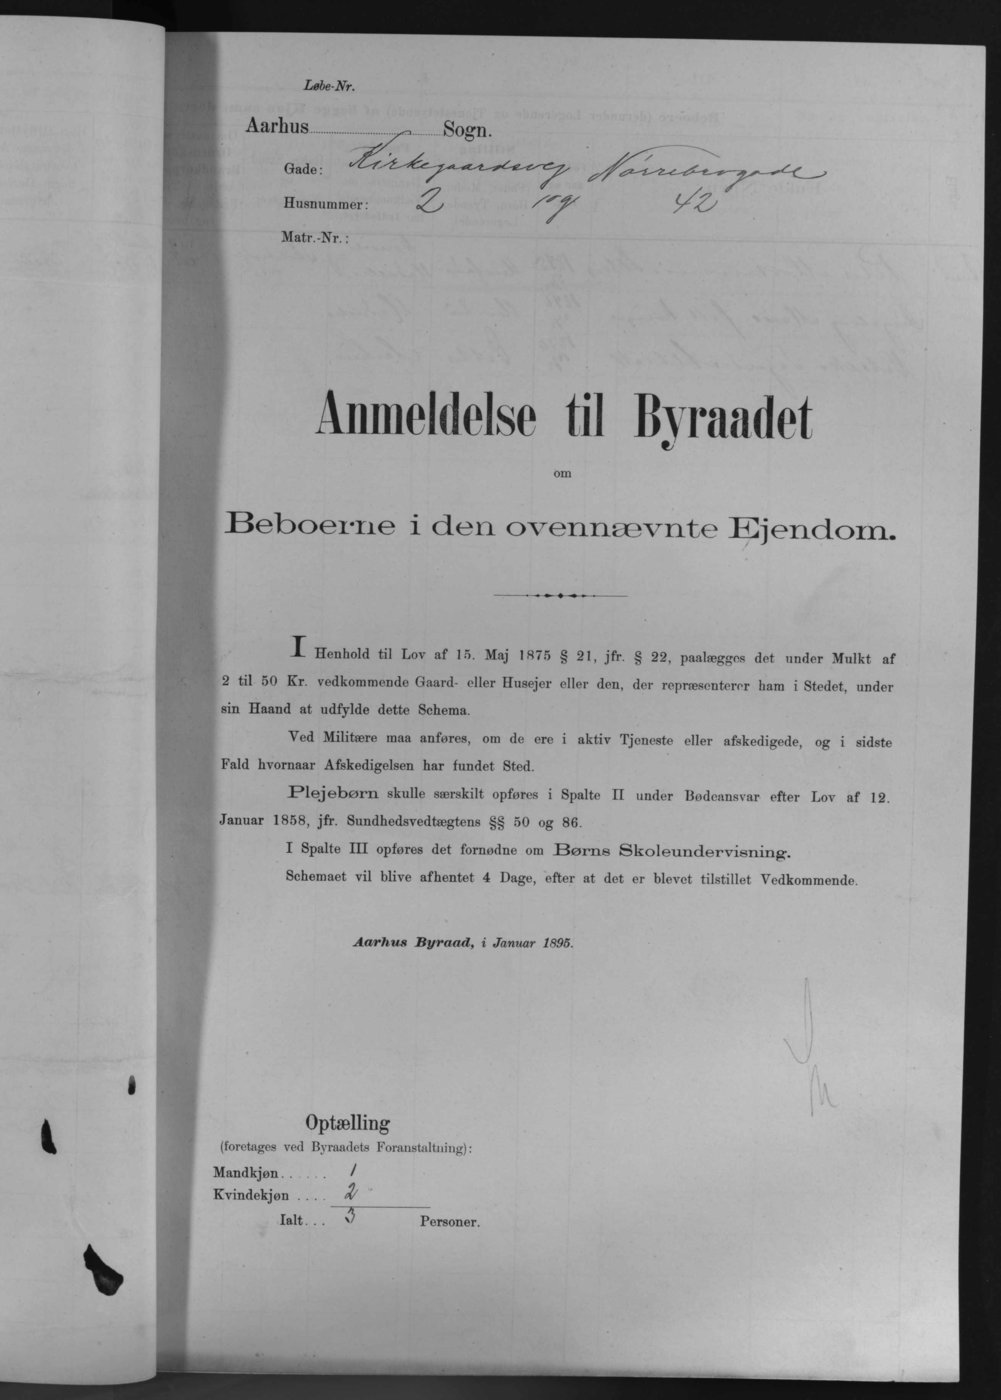 Løbe-Nr.
Aarhus Sogn.
Gade: Kirkegaardsvej Nørrebrogade
Husnummer: 2 og 42
Matr.-Nr.:
Anmeldelse til Byraadet
om
Beboerne i den ovennævnte Ejendom.
I Henhold til Lov af 15. Maj 1875 § 21, jfr. § 22, paalægges det under Mulkt af
2 til 50 Kr. vedkommende Gaard- eller Husejer eller den, der repræsenterer ham i Stedet, under
sin Haand at udfylde dette Schema.
Ved Militære maa anføres, om de ere i aktiv Tjeneste eller afskedigede, og i sidste
Fald hvornaar Afskedigelsen har fundet Sted.
Plejebørn skulle særskilt opføres i Spalte II under Bødeansvar efter Lov af 12.
Januar 1858, jfr. Sundhedsvedtægtens §§ 50 og 86.
I Spalte III opføres det fornødne om Børns Skoleundervisning.
Schemaet vil blive afhentet 4 Dage, efter at det er blevet tilstillet Vedkommende.
Aarhus Byraad, i Januar 1895.
Optælling
(foretages ved Byraadets Foranstaltning):
Mandkjøn...... 1
Kvindekjøn .... 2
Ialt... 3 Personer.